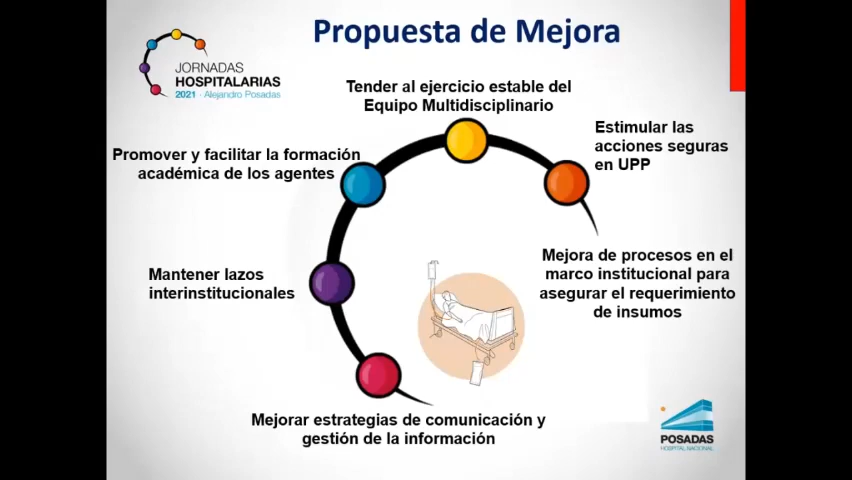 Propuesta de Mejora
JORNADAS
HOSPITALARIAS
2021 · Alejandro Posadas
Tender al ejercicio estable del
Equipo Multidisciplinario
Estimular las
acciones seguras
en UPP
Promover y facilitar la formación
académica de los agentes
Mejora de procesos en el
marco institucional para
asegurar el requerimiento
de insumos
Mantener lazos
interinstitucionales
Mejorar estrategias de comunicación y
gestión de la información
POSADAS
HOSPITAL NACIONAL